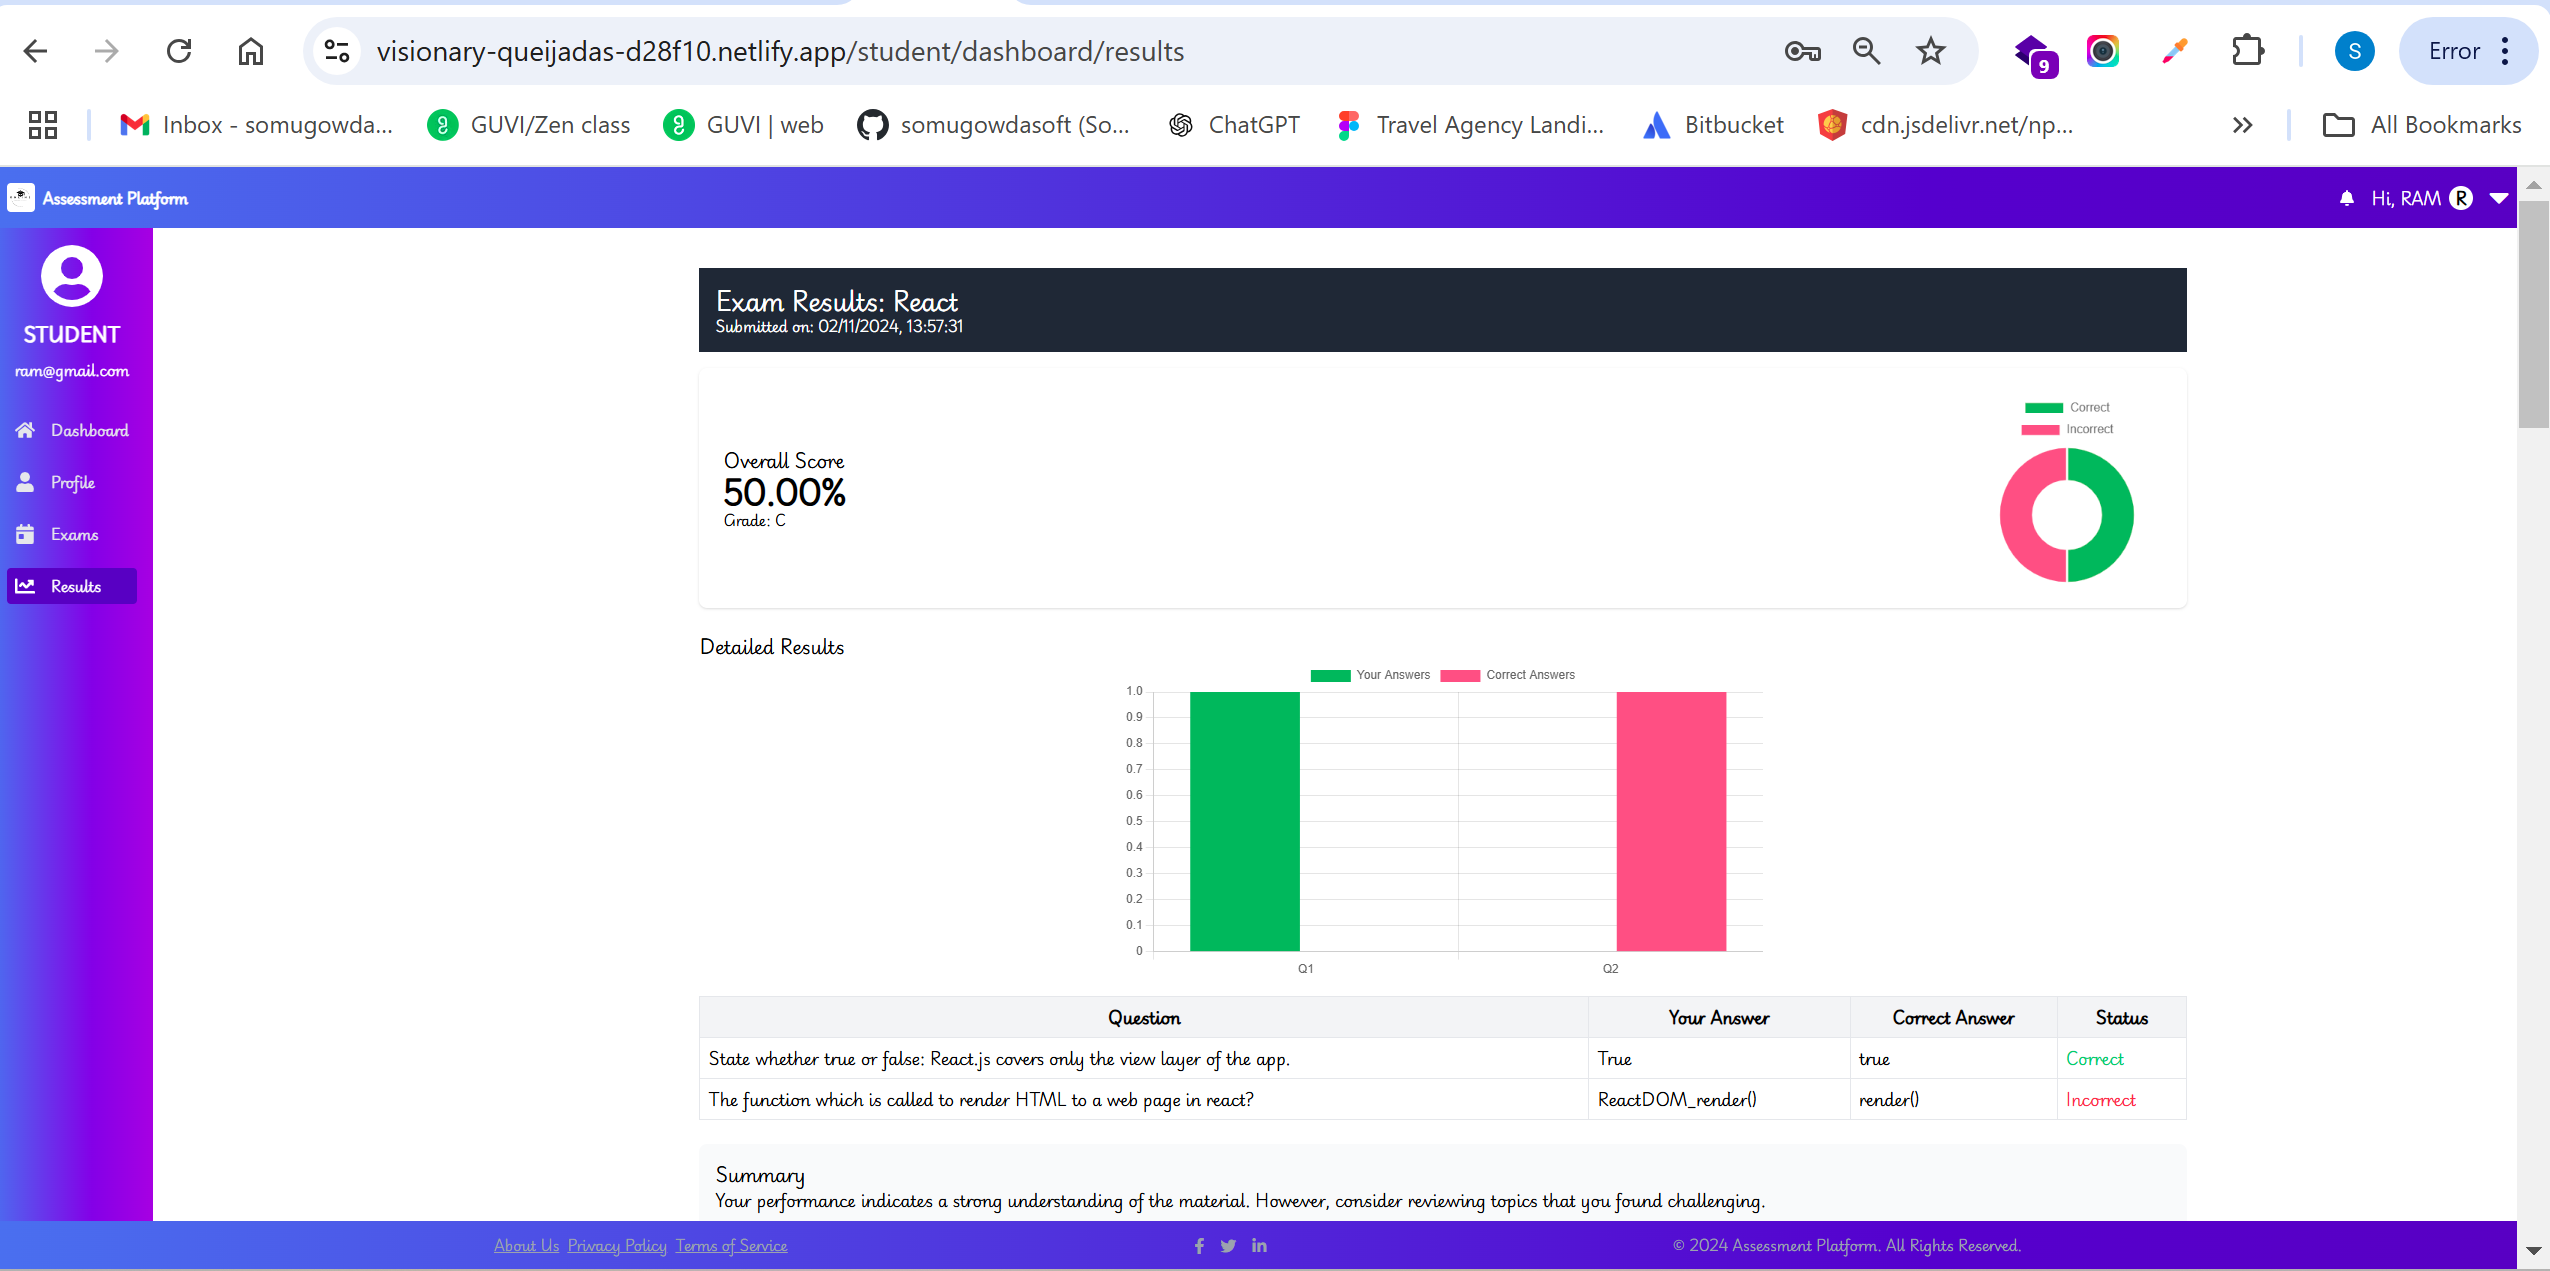 visionary-queijadas-d28f10.netlify.app/student/dashboard/results
9
S
Error
Inbox - somugowda...
GUVI/Zen class
GUVI | web
somugowdasoft (So...
ChatGPT
Travel Agency Landi...
Bitbucket
cdn.jsdelivr.net/np...
All Bookmarks
Assessment Platform
Hi, RAM R
STUDENT
ram@gmail.com
Dashboard
Profile
Exams
Results
Exam Results: React
Submitted on: 02/11/2024, 13:57:31
Overall Score
50.00%
Grade: C
Correct
Incorrect
Detailed Results
Your Answers Correct Answers
1.0
0.9
0.8
0.7
0.6
0.5
0.4
0.3
0.2
0.1
0
Q1 Q2
Question Your Answer Correct Answer Status
State whether true or false: React.js covers only the view layer of the app. True true Correct
The function which is called to render HTML to a web page in react? ReactDOM_render() render() Incorrect
Summary
Your performance indicates a strong understanding of the material. However, consider reviewing topics that you found challenging.
About Us Privacy Policy Terms of Service
© 2024 Assessment Platform. All Rights Reserved.